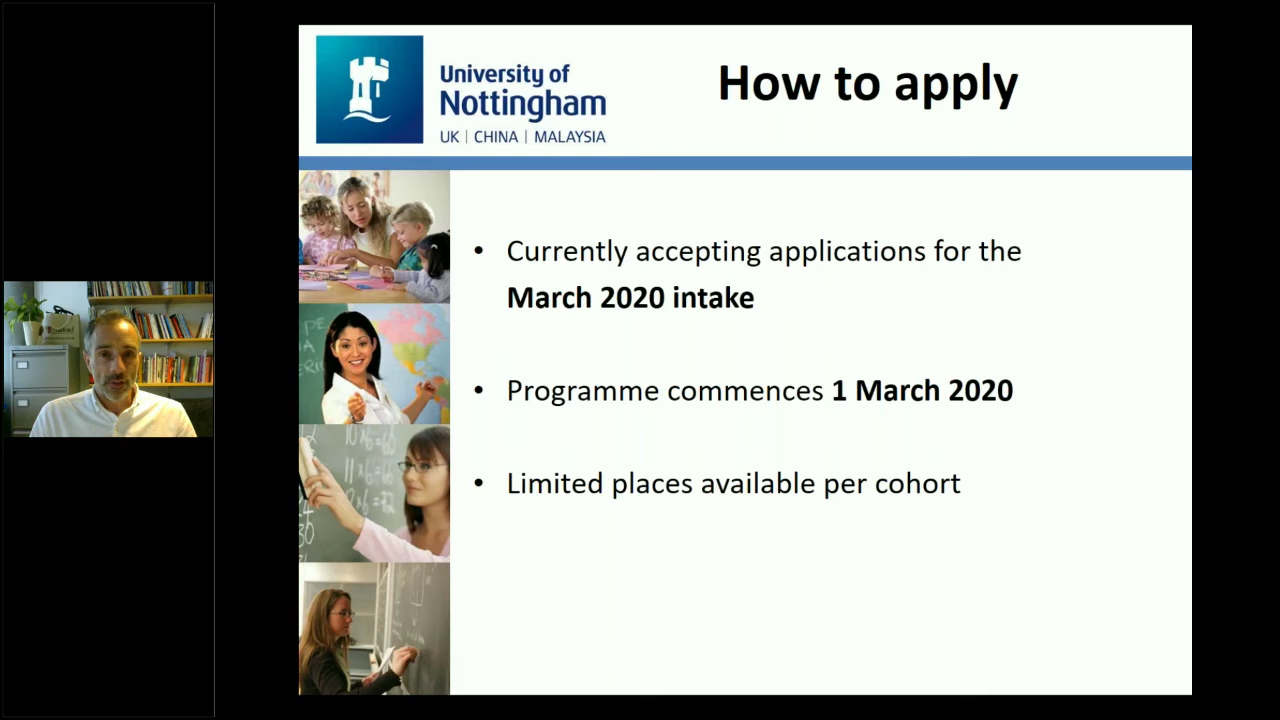 University of
Nottingham
UK | CHINA | MALAYSIA
How to apply
• Currently accepting applications for the
March 2020 intake
• Programme commences 1 March 2020
• Limited places available per cohort